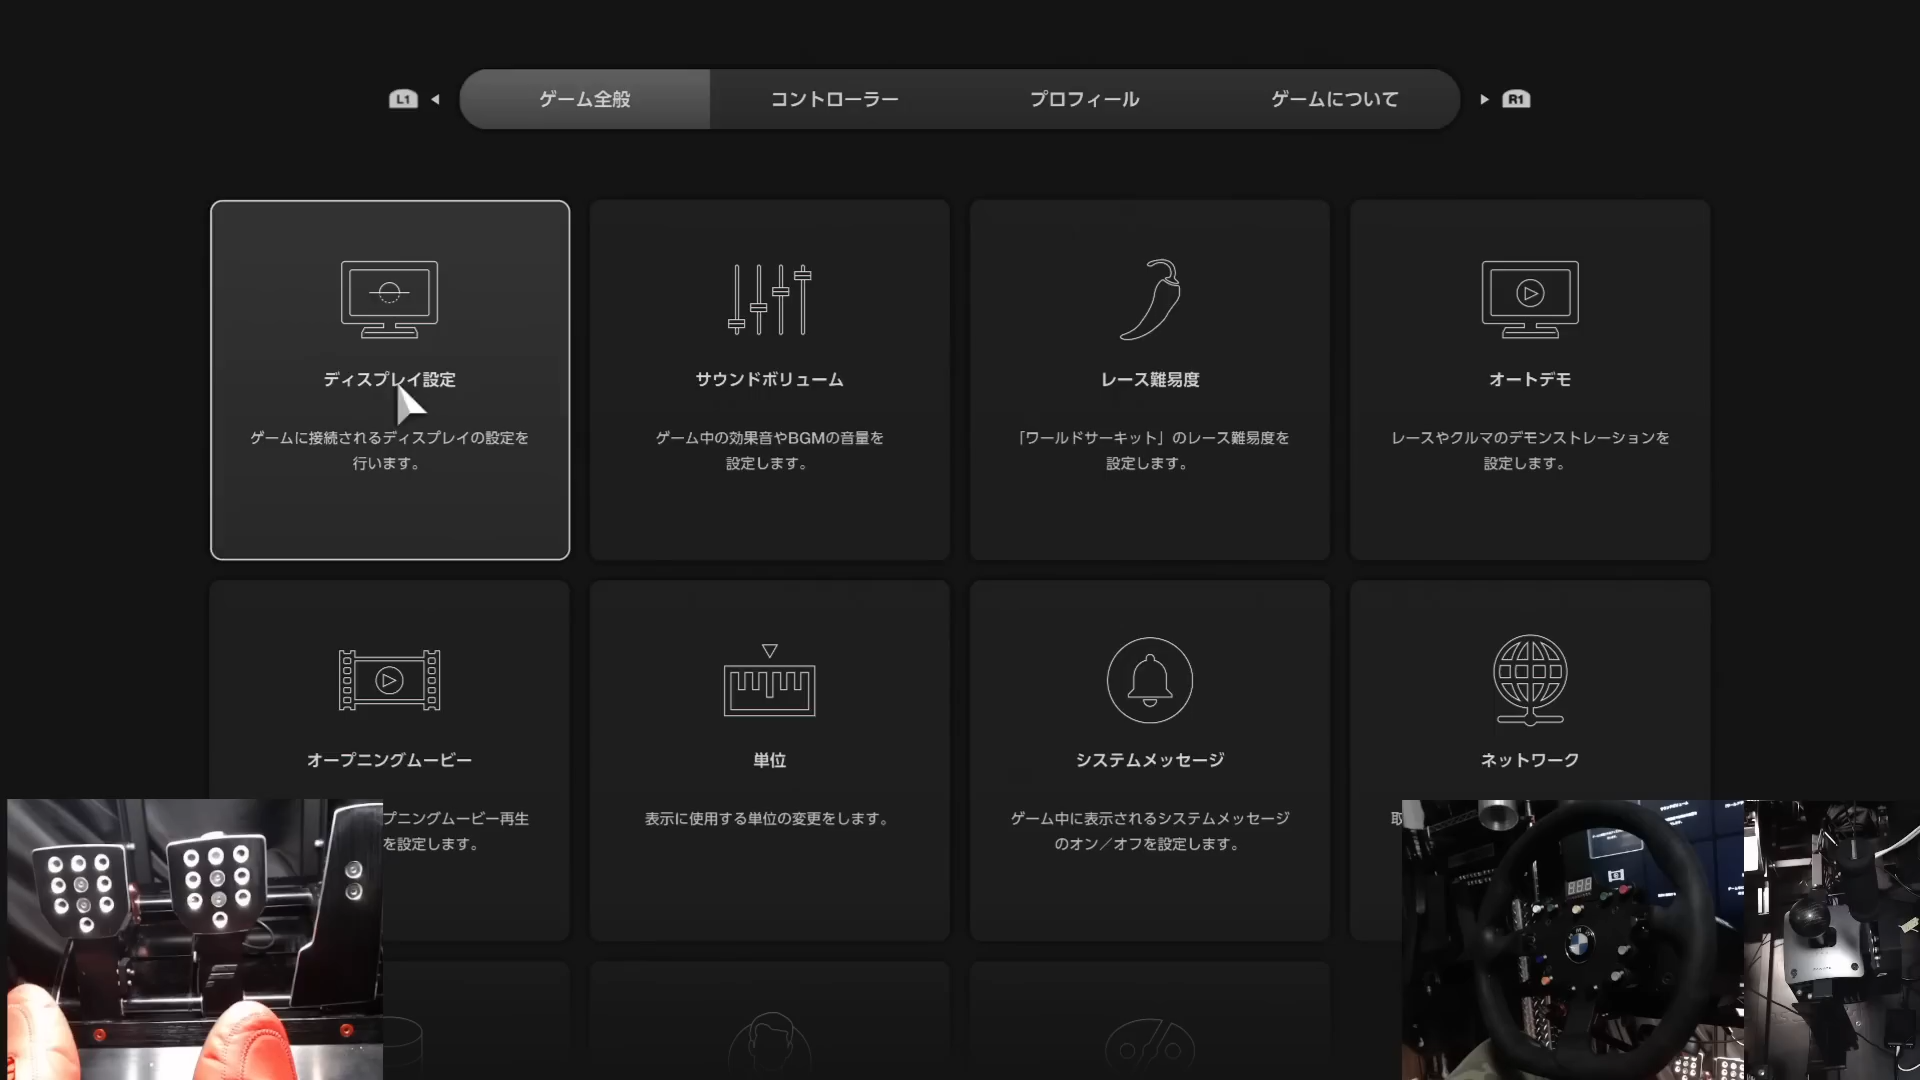 L1
ゲーム全般
コントローラー
プロフィール
ゲームについて
R1
ディスプレイ設定
ゲームに接続されるディスプレイの設定を
行います。
サウンドボリューム
ゲーム中の効果音やBGMの音量を
設定します。
レース難易度
「ワールドサーキット」のレース難易度を
設定します。
オートデモ
レースやクルマのデモンストレーションを
設定します。
オープニングムービー
プニングムービー再生
を設定します。
単位
表示に使用する単位の変更をします。
システムメッセージ
ゲーム中に表示されるシステムメッセージ
のオン／オフを設定します。
ネットワーク
取